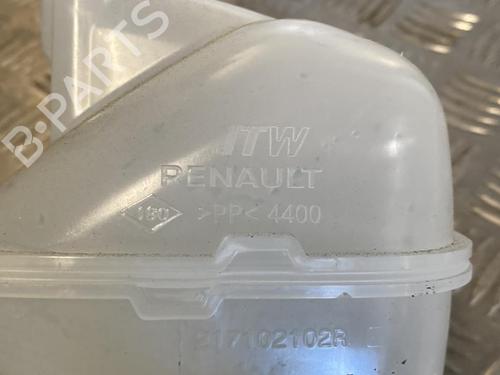 B-PARTS
ITW
RENAULT
180 >PP< 4400
217102102R